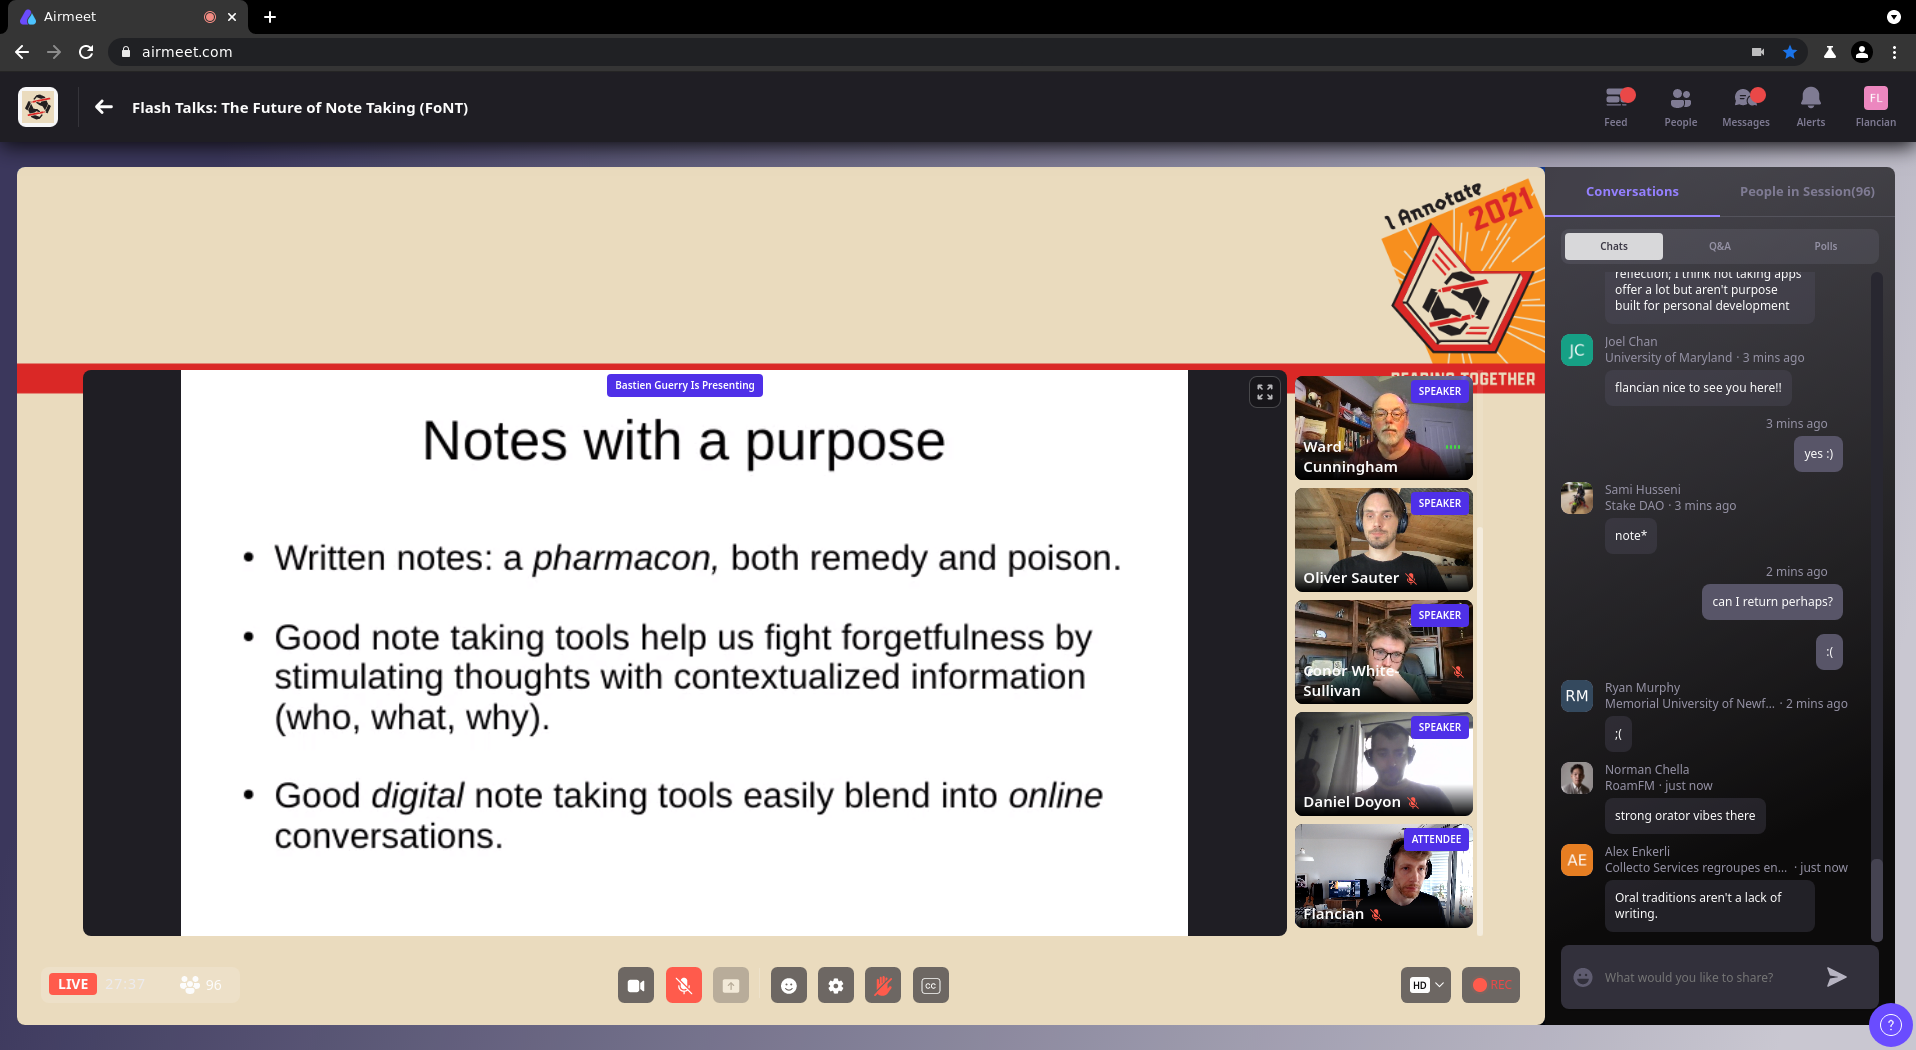 Airmeet
airmeet.com
Flash Talks: The Future of Note Taking (FoNT)
Feed
People
Messages
Alerts
FL
Flancian
I Annotate
2021
READING TOGETHER
Bastien Guerry Is Presenting
Notes with a purpose
• Written notes: a pharmacon, both remedy and poison.
• Good note taking tools help us fight forgetfulness by
stimulating thoughts with contextualized information
(who, what, why).
• Good digital note taking tools easily blend into online
conversations.
SPEAKER
Ward
Cunningham
SPEAKER
Oliver Sauter
SPEAKER
Conor White-
Sullivan
SPEAKER
Daniel Doyon
ATTENDEE
Flancian
LIVE
27:37
96
CC
HD
REC
Conversations
People in Session(96)
Chats
Q&A
Polls
reflection; I think not taking apps
offer a lot but aren't purpose
built for personal development
JC
Joel Chan
University of Maryland · 3 mins ago
flancian nice to see you here!!
3 mins ago
yes :)
Sami Husseni
Stake DAO · 3 mins ago
note*
2 mins ago
can I return perhaps?
:(
RM
Ryan Murphy
Memorial University of Newf... · 2 mins ago
;(
Norman Chella
RoamFM · just now
strong orator vibes there
AE
Alex Enkerli
Collecto Services regroupes en... · just now
Oral traditions aren't a lack of
writing.
What would you like to share?
?